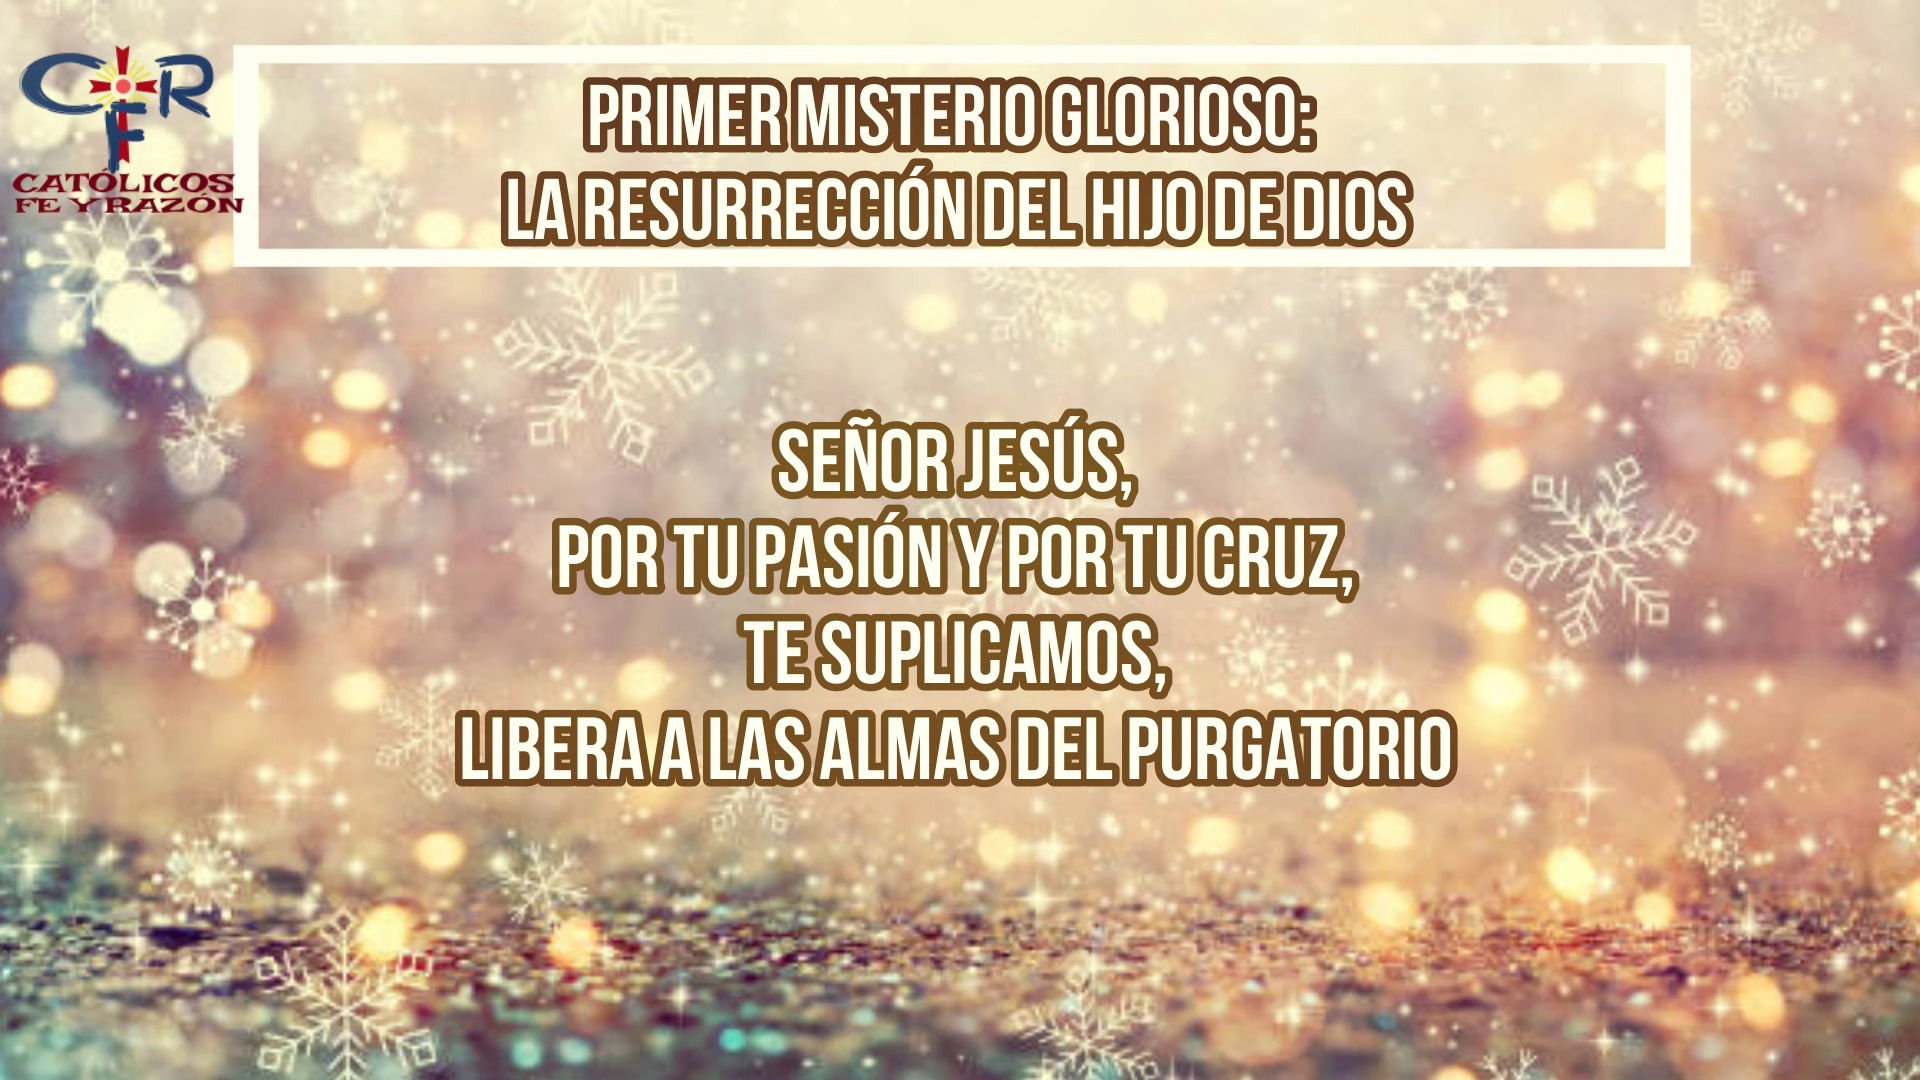 CFR
CATÓLICOS
FE Y RAZÓN
PRIMER MISTERIO GLORIOSO:
LA RESURRECCIÓN DEL HIJO DE DIOS
SEÑOR JESÚS,
POR TU PASIÓN Y POR TU CRUZ,
TE SUPLICAMOS,
LIBERA A LAS ALMAS DEL PURGATORIO